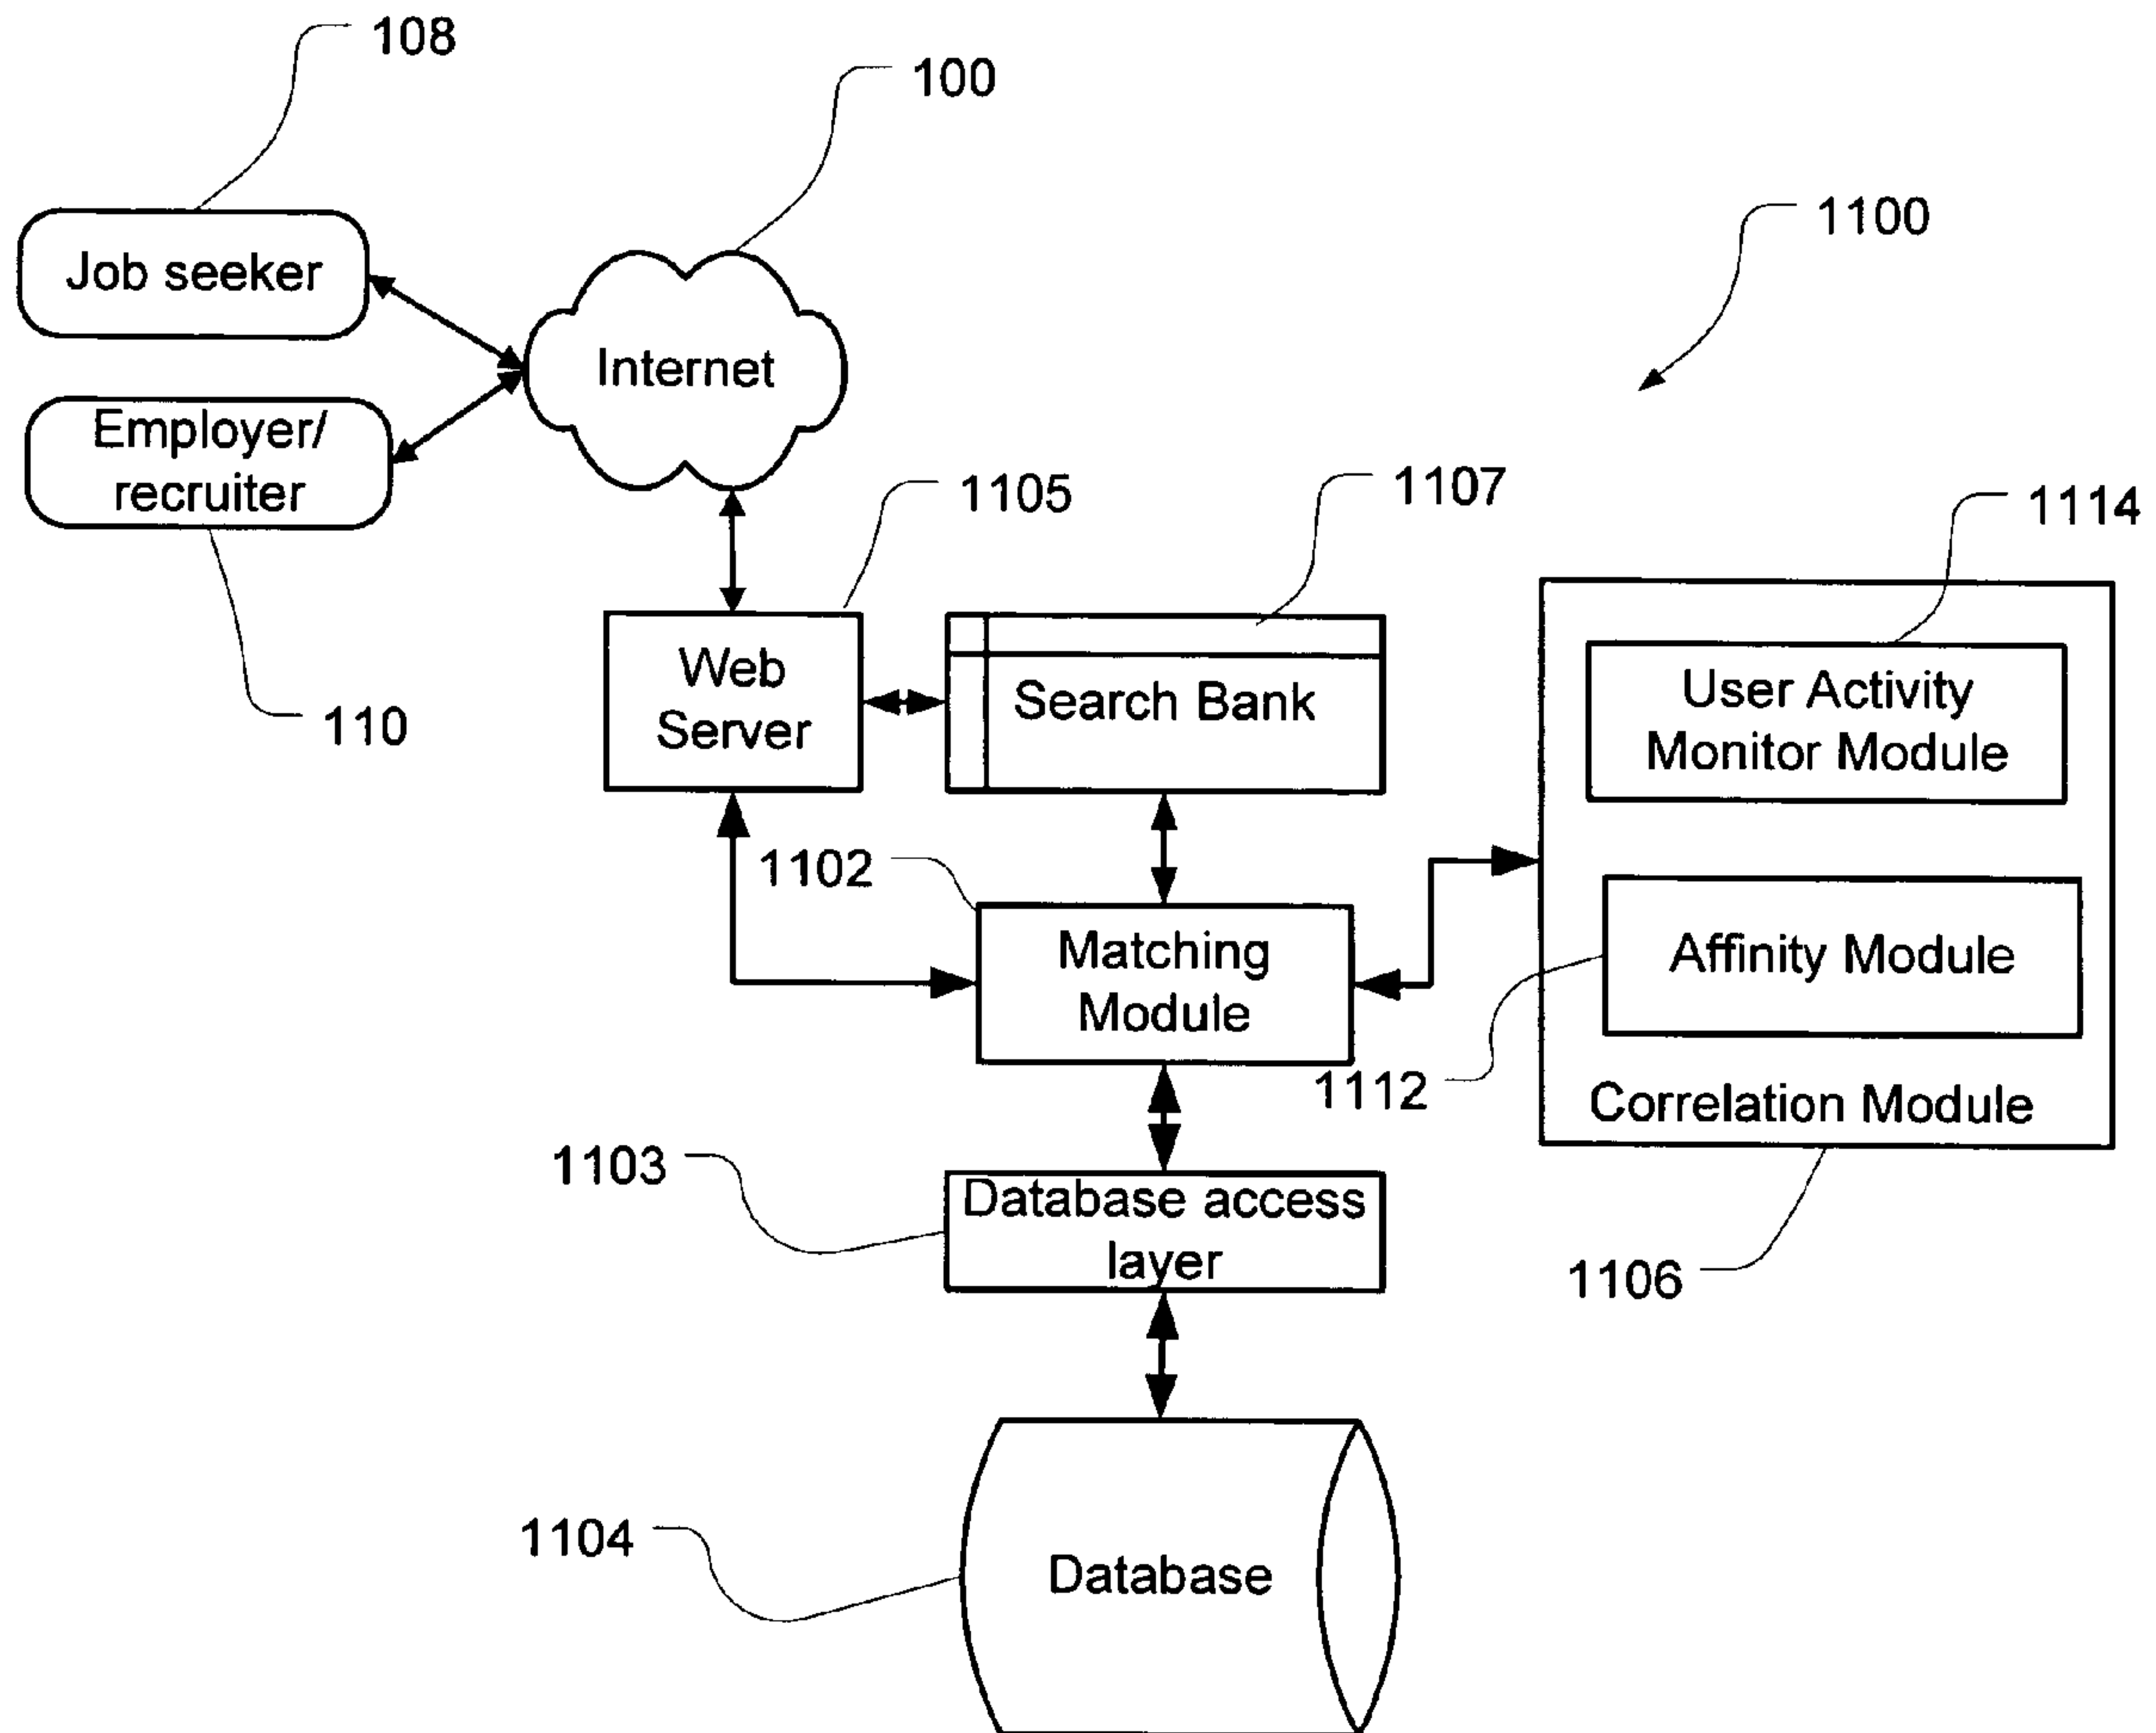 108
100
1100
Job seeker
Internet
Employer/
recruiter
110
1105
1107
1114
Web
Server
Search Bank
User Activity
Monitor Module
1102
Matching
Module
Affinity Module
1112
Correlation Module
1103
Database access
layer
1106
1104
Database